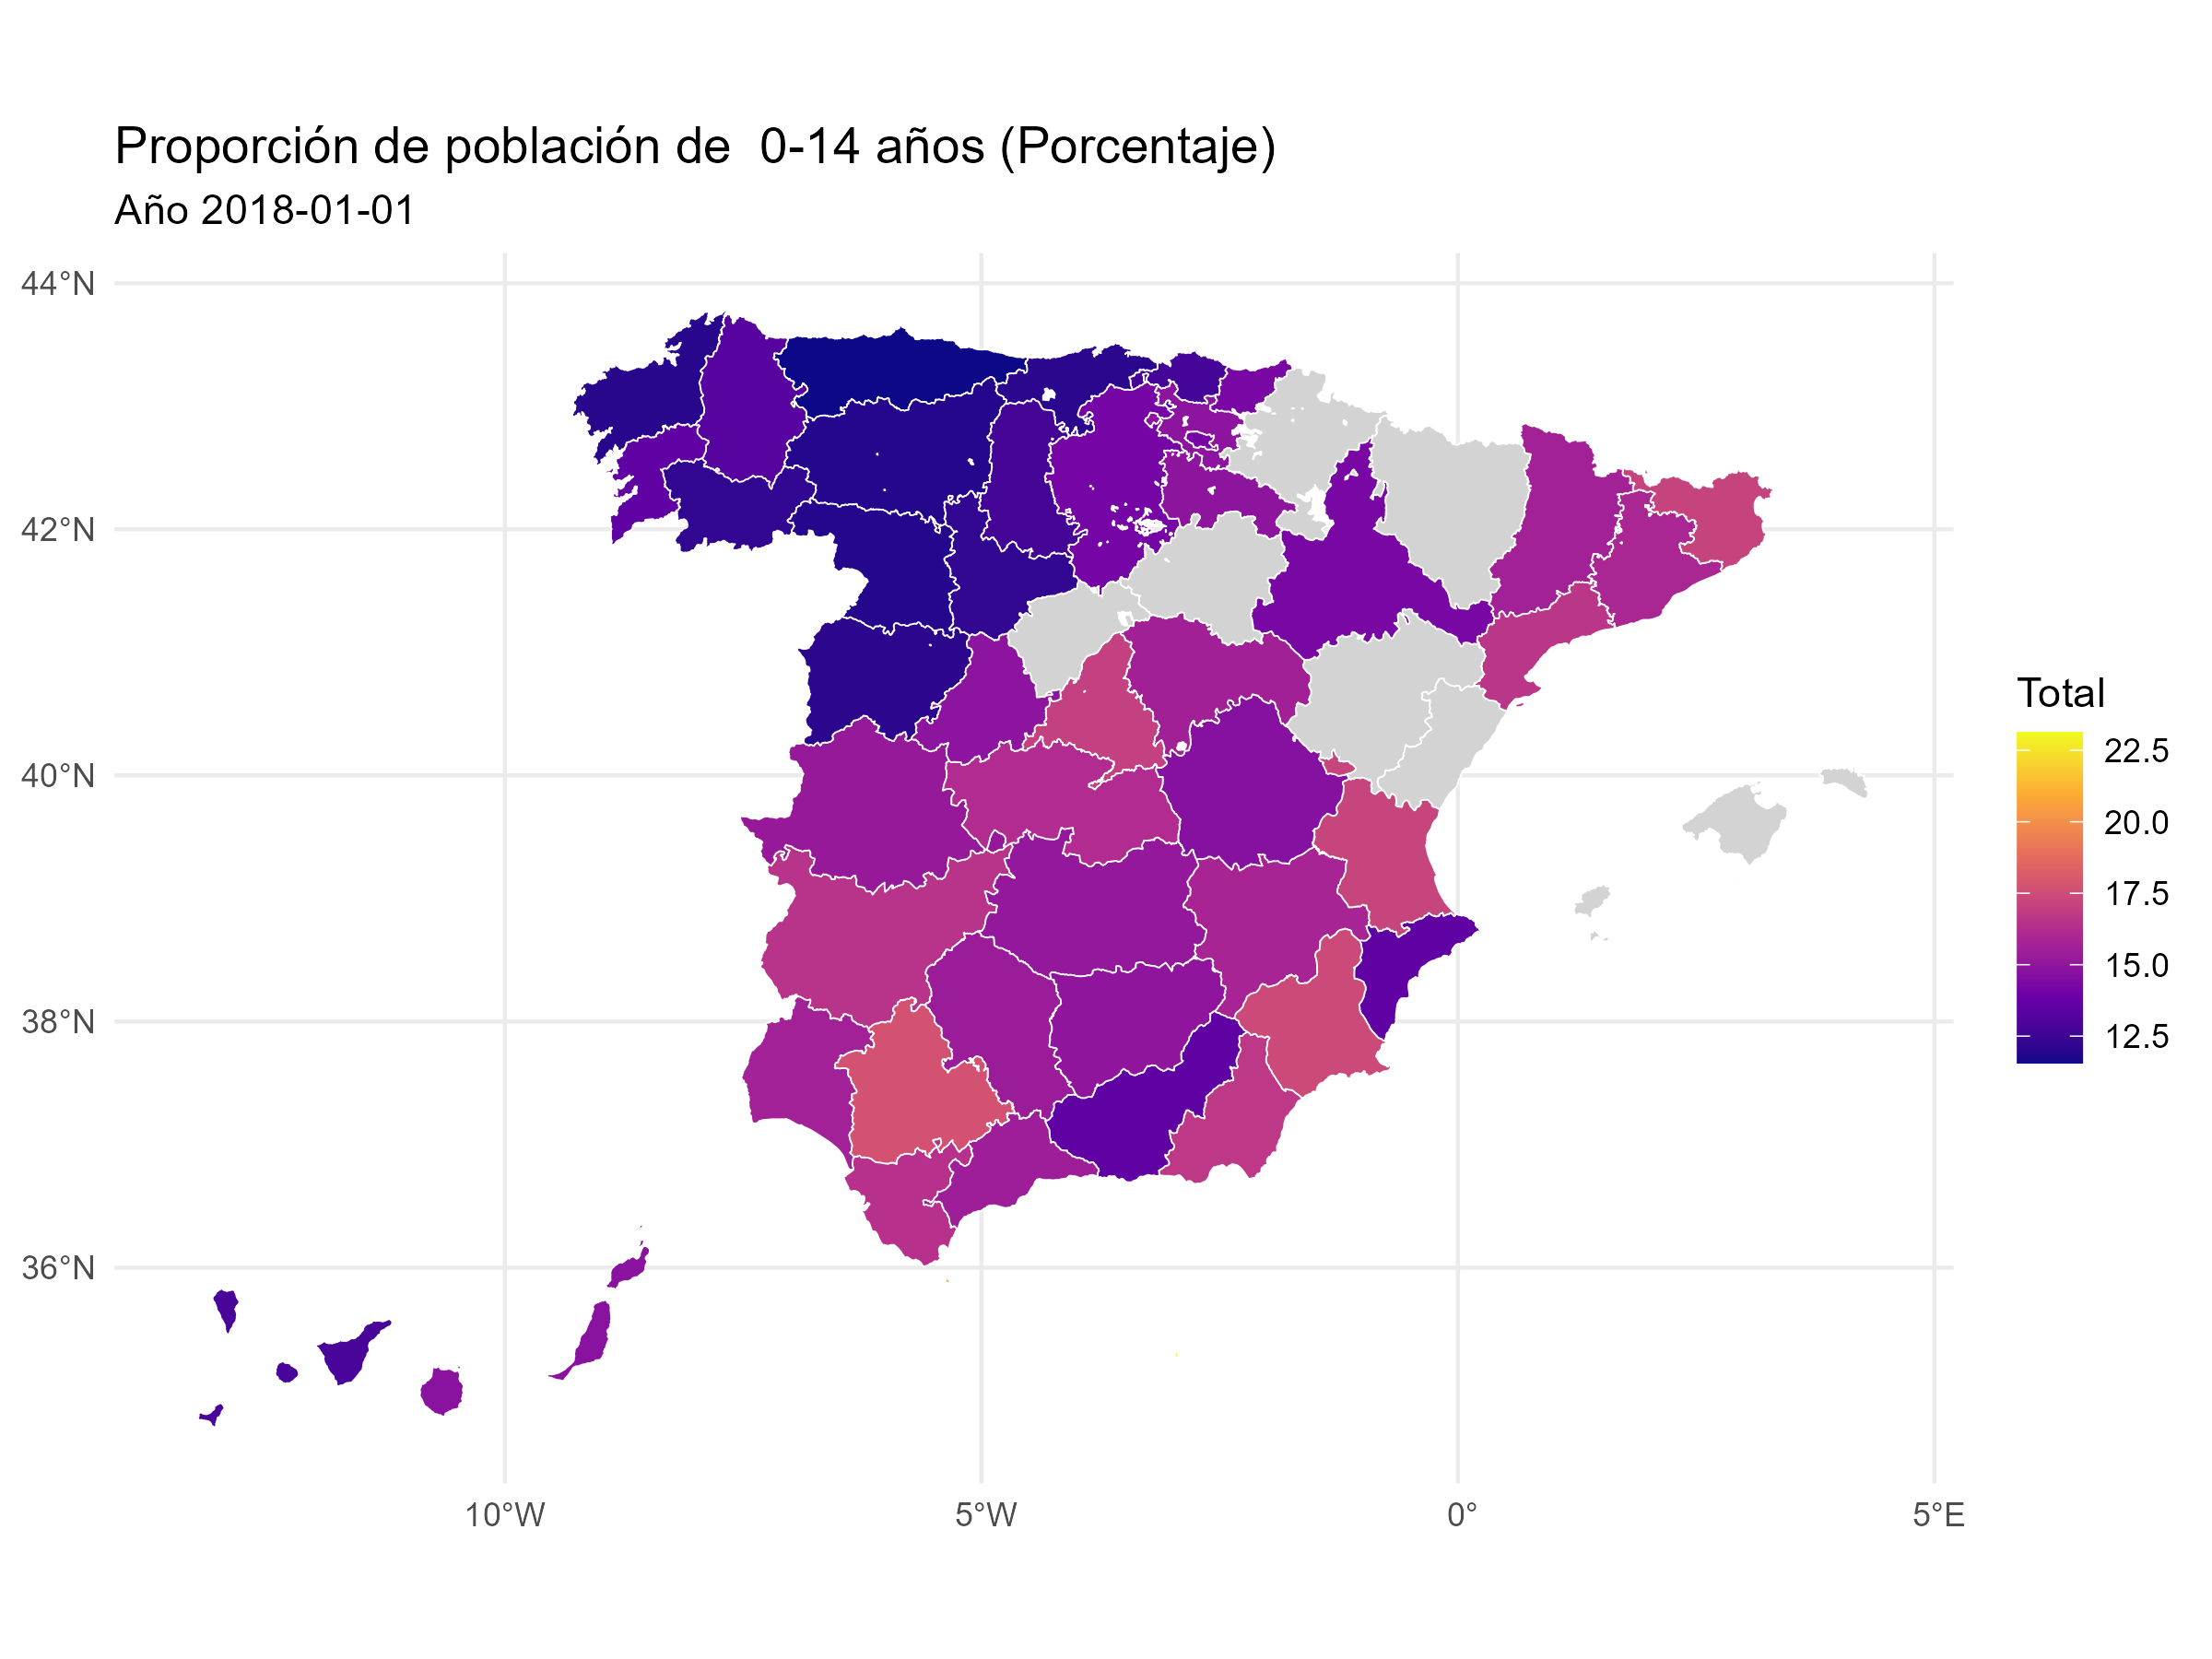 Proporción de población de  0-14 años (Porcentaje)
Año 2018-01-01
44°N
42°N
40°N
38°N
36°N
10°W
5°W
0°
5°E
Total
22.5
20.0
17.5
15.0
12.5